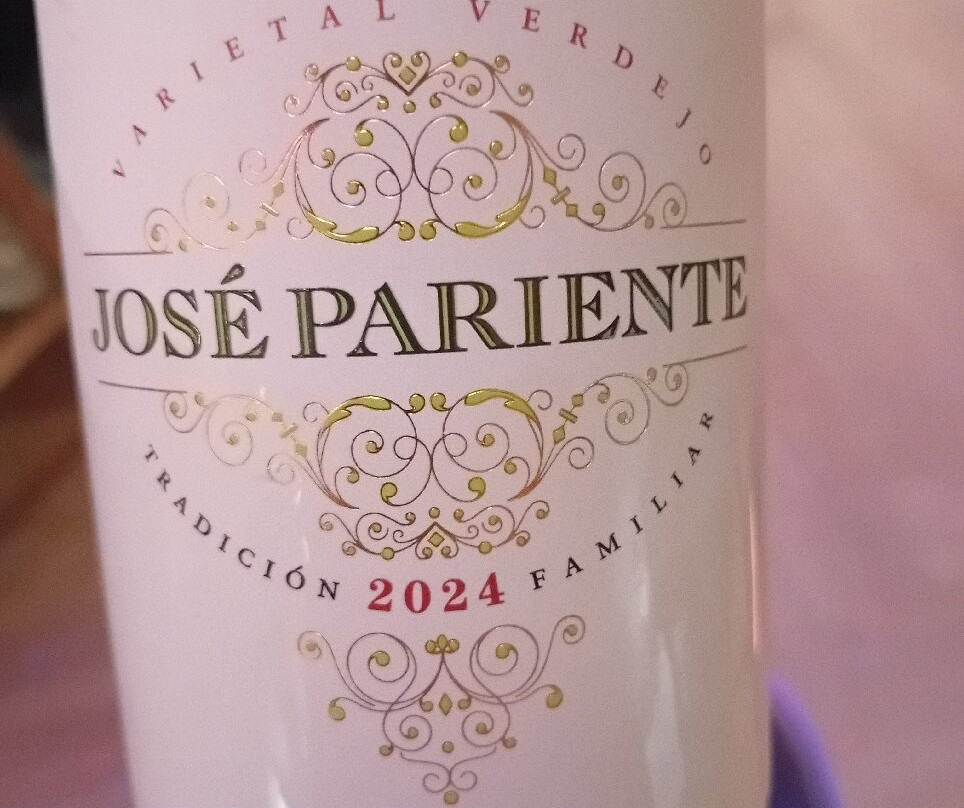 VARIETAL VERDEJO
JOSÉ PARIENTE
TRADICIÓN 2024 FAMILIAR